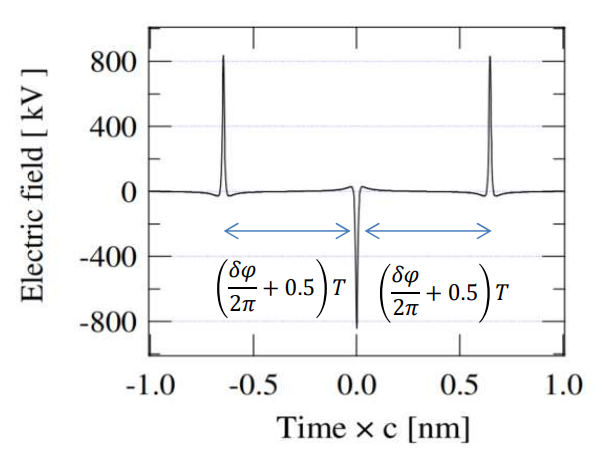 Electric field [ kV ]
800
400
0
-400
-800
(δφ/2π + 0.5) T
(δφ/2π + 0.5) T
-1.0 -0.5 0.0 0.5 1.0
Time × c [nm]